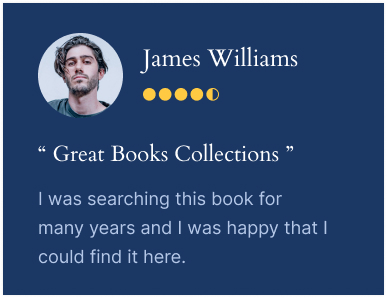 James Williams
“ Great Books Collections ”
I was searching this book for
many years and I was happy that I
could find it here.